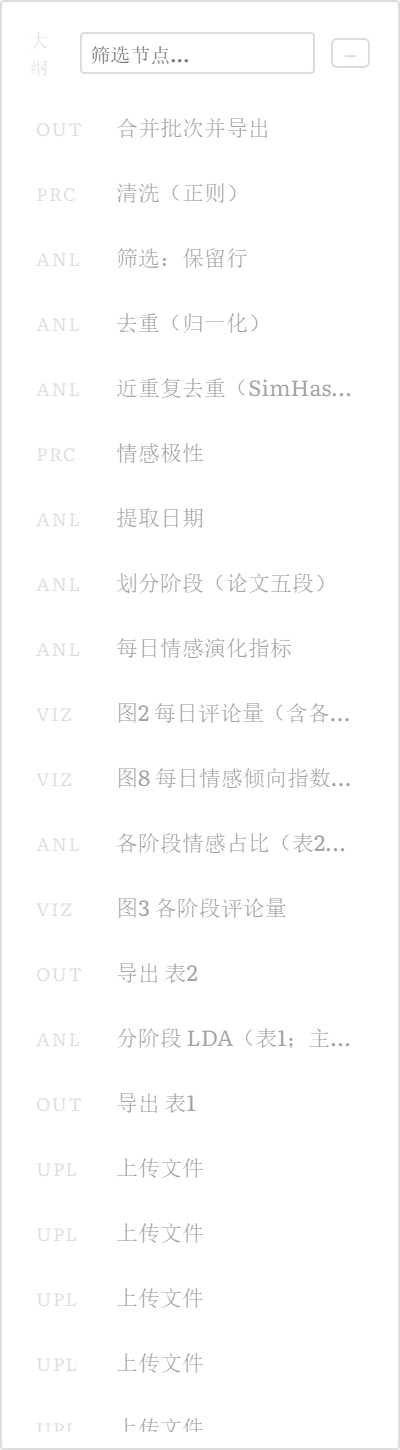 大纲
筛选节点...
–
OUT 合并批次并导出
PRC 清洗（正则）
ANL 筛选：保留行
ANL 去重（归一化）
ANL 近重复去重（SimHas...
PRC 情感极性
ANL 提取日期
ANL 划分阶段（论文五段）
ANL 每日情感演化指标
VIZ 图2 每日评论量（含各...
VIZ 图8 每日情感倾向指数...
ANL 各阶段情感占比（表2...
VIZ 图3 各阶段评论量
OUT 导出 表2
ANL 分阶段 LDA（表1；主...
OUT 导出 表1
UPL 上传文件
UPL 上传文件
UPL 上传文件
UPL 上传文件
UPL 上传文件